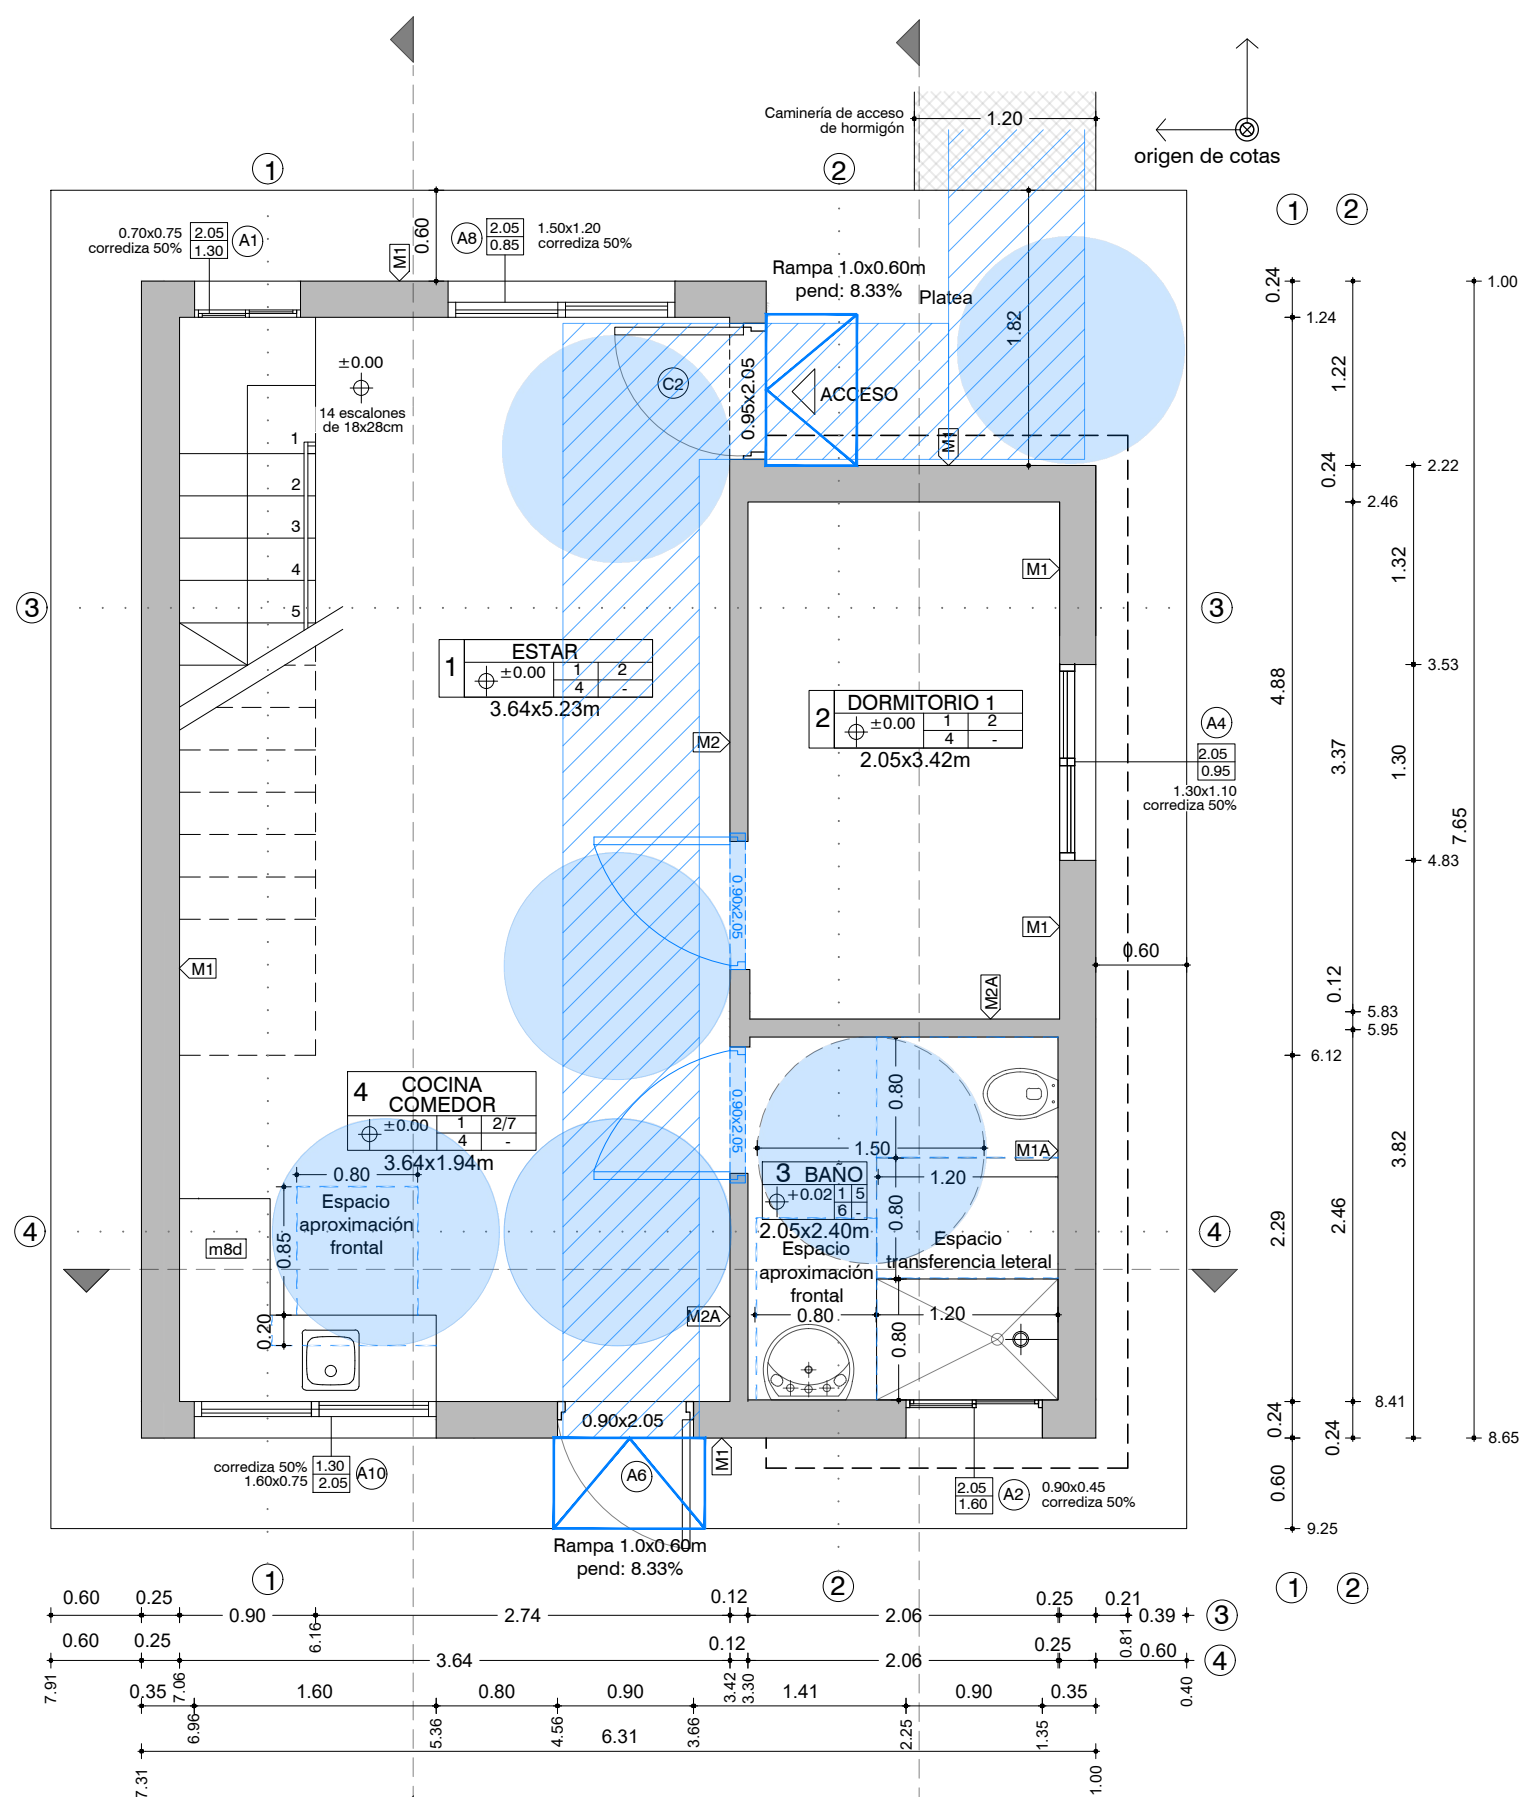 Caminería de acceso
de hormigón
1.20
origen de cotas
1
2
1
2
0.70x0.75
corrediza 50%
2.05
1.30
A1
M1
0.60
A8
2.05
0.85
1.50x1.20
corrediza 50%
Rampa 1.0x0.60m
pend: 8.33%
Platea
1.82
±0.00
14 escalones
de 18x28cm
C2
0.95x2.05
ACCESO
M1
1
2
3
4
5
3
3
M1
1
ESTAR
±0.00
1
2
4
-
3.64x5.23m
M2
2
DORMITORIO 1
±0.00
1
2
4
-
2.05x3.42m
A4
2.05
0.95
1.30x1.10
corrediza 50%
0.90x2.05
M1
M1
M2A
0.60
4
COCINA
COMEDOR
±0.00
1
2/7
4
-
3.64x1.94m
0.90x2.05
0.80
1.50
M1A
3
BAÑO
+0.02
1
5
6
-
2.05x2.40m
1.20
0.80
0.80
Espacio
aproximación
frontal
0.85
m8d
4
4
Espacio
aproximación
frontal
Espacio
transferencia leteral
0.20
M2A
0.80
1.20
0.80
0.90x2.05
corrediza 50%
1.60x0.75
1.30
2.05
A10
A6
M1
2.05
1.60
A2
0.90x0.45
corrediza 50%
Rampa 1.0x0.60m
pend: 8.33%
1
2
1
2
0.24
1.24
4.88
6.12
2.29
0.24
0.60
9.25
1.22
0.24
2.46
3.37
0.12
5.83
5.95
2.46
8.41
0.24
2.22
1.32
3.53
1.30
4.83
3.82
1.00
7.65
8.65
0.60
0.25
0.90
6.16
2.74
0.12
2.06
0.25
0.21
0.81
0.39
3
0.60
0.25
3.64
0.12
2.06
0.25
0.60
4
7.91
7.06
3.42
3.30
0.40
0.35
1.60
0.80
0.90
1.41
0.90
0.35
6.96
5.36
4.56
3.66
2.25
1.35
6.31
7.31
1.00